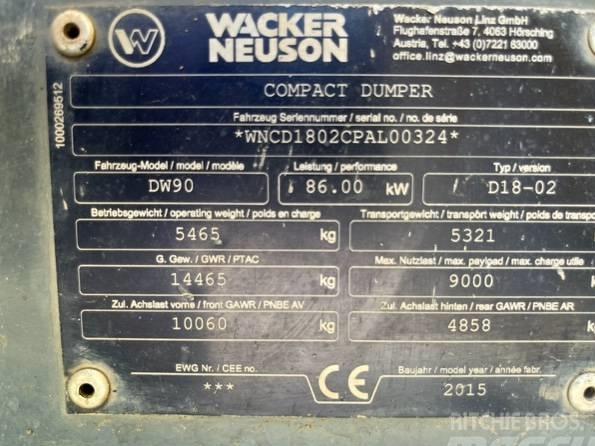 WACKER
NEUSON
Wacker Neuson Linz GmbH
Flughafenstraße 7, 4063 Hörsching
Austria, Tel. +43 (0)7221 63000
office.linz@wackerneuson.com
1000269512
COMPACT DUMPER
Fahrzeug Seriennummer / serial no. / no. de série
*WNCD1802CPAL00324*
Fahrzeug-Model / model / modèle
Leistung / performance
Typ / version
DW90
86.00 kW
D18-02
Betriebsgewicht / operating weight / poids en charge
Transportgewicht / transport weight / poids de transpo
5465 kg
5321
G. Gew. / GWR / PTAC
Max. Nutzlast / max. payload / max. charge utile
14465 kg
9000 k
Zul. Achslast vorne / front GAWR / PNBE AV
Zul. Achslast hinten / rear GAWR / PNBE AR
10060 kg
4858 k
EWG Nr. / CEE no.
Baujahr / model year / année fabr.
***
CE
2015
RITCHIE BROS.